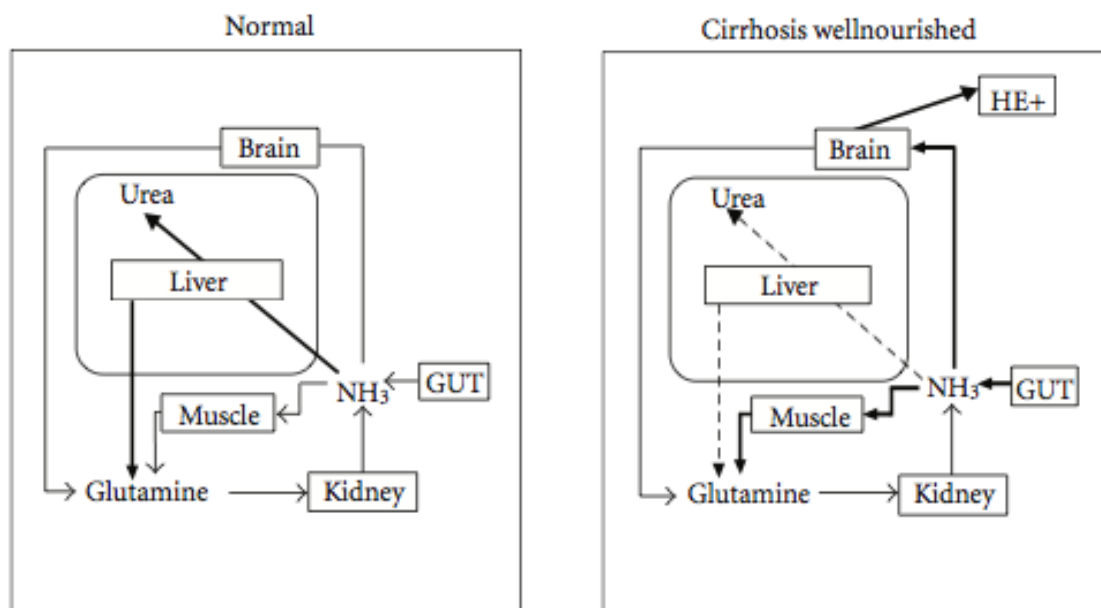 Normal
Brain
Urea
Liver
NH₃
GUT
Muscle
Glutamine
Kidney
Cirrhosis wellnourished
HE+
Brain
Urea
Liver
NH₃
GUT
Muscle
Glutamine
Kidney